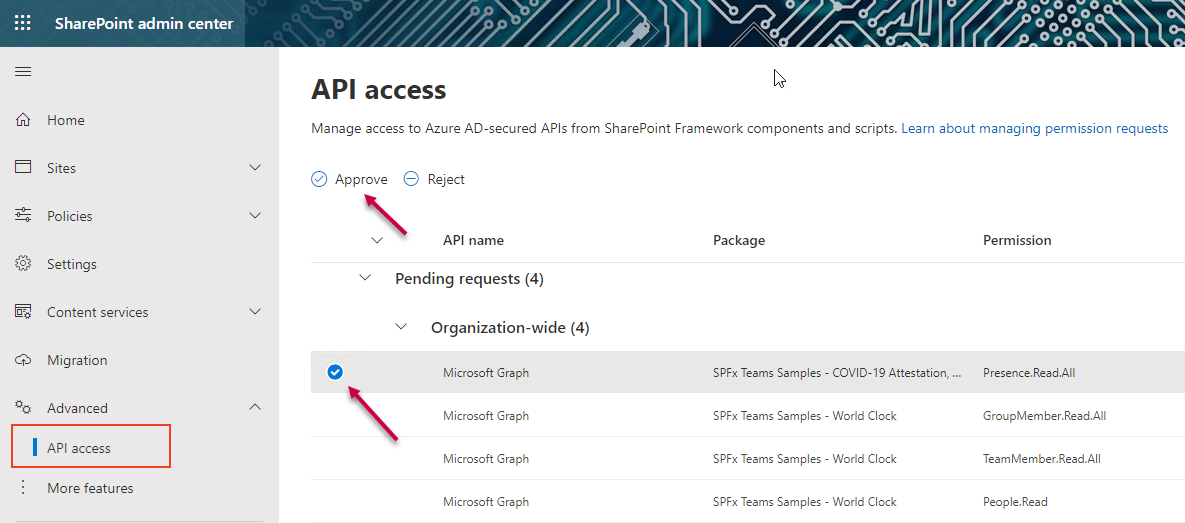 SharePoint admin center
Home
Sites
Policies
Settings
Content services
Migration
Advanced
API access
More features
API access
Manage access to Azure AD-secured APIs from SharePoint Framework components and scripts. Learn about managing permission requests
Approve Reject
API name Package Permission
Pending requests (4)
Organization-wide (4)
Microsoft Graph SPFx Teams Samples - COVID-19 Attestation, ... Presence.Read.All
Microsoft Graph SPFx Teams Samples - World Clock GroupMember.Read.All
Microsoft Graph SPFx Teams Samples - World Clock TeamMember.Read.All
Microsoft Graph SPFx Teams Samples - World Clock People.Read